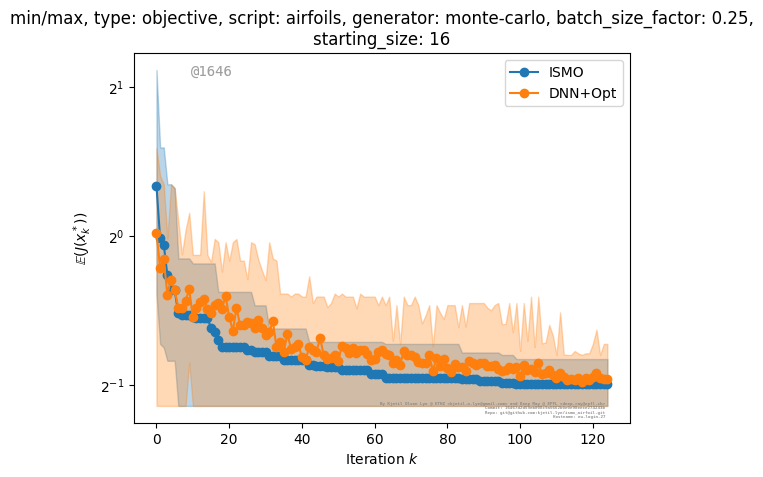 min/max, type: objective, script: airfoils, generator: monte-carlo, batch_size_factor: 0.25,
starting_size: 16
@1646
ISMO
DNN+Opt
2^1
2^0
2^-1
𝔼(J(x_k^*))
0 20 40 60 80 100 120
Iteration k